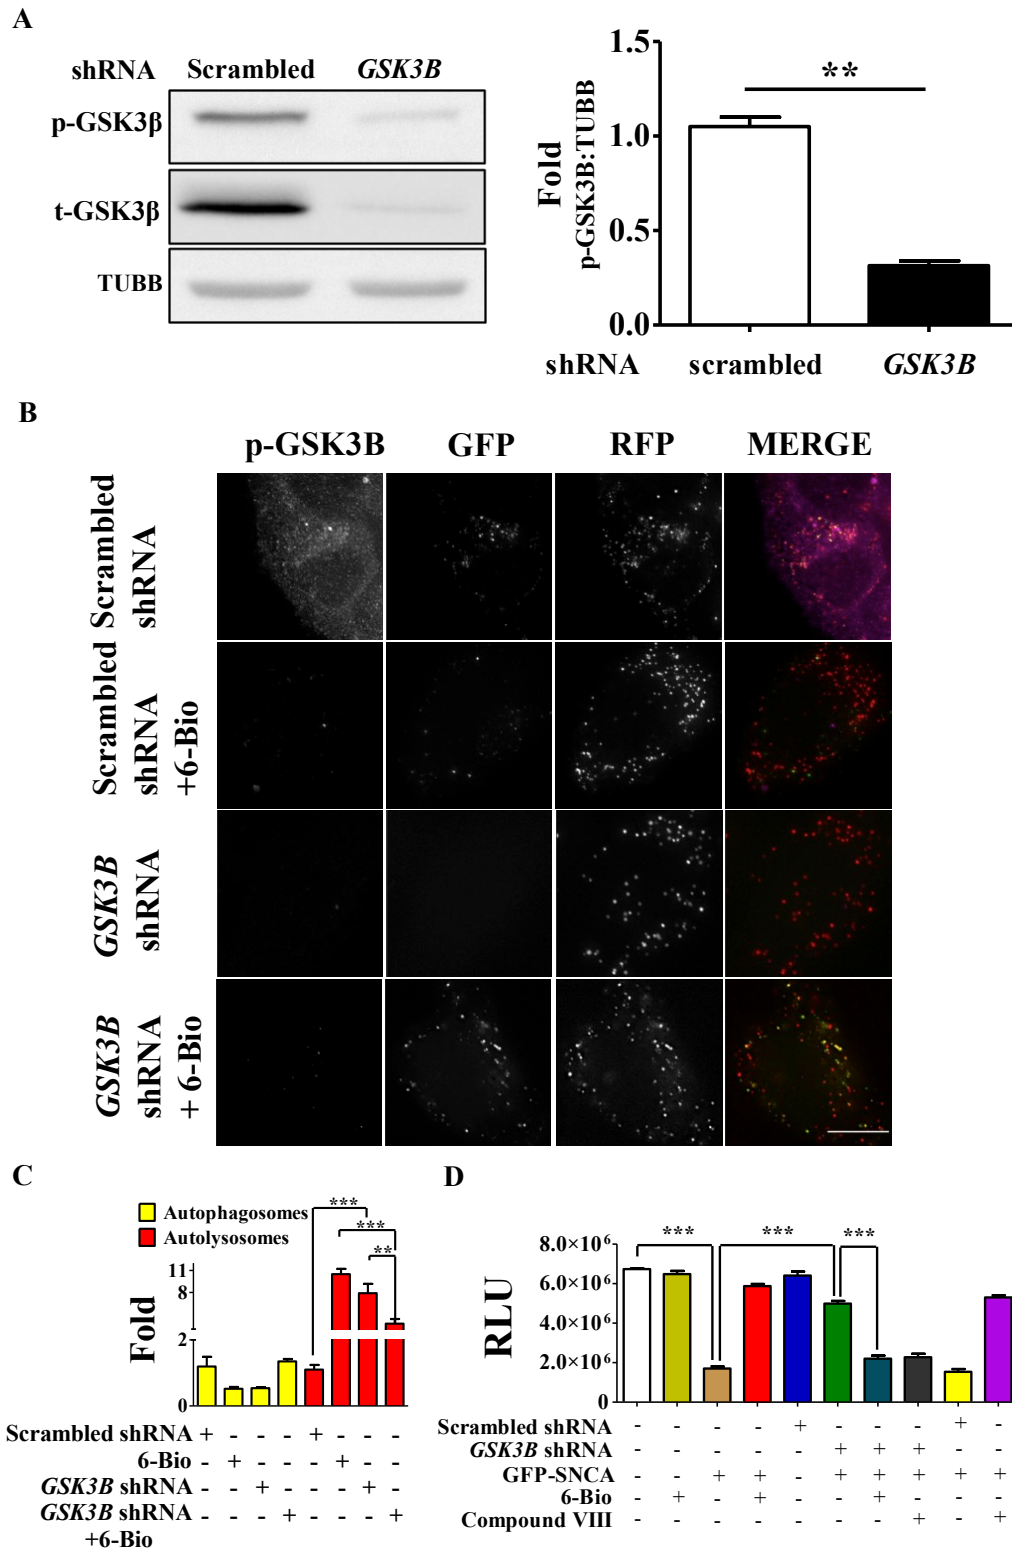 A
shRNA Scrambled GSK3B
p-GSK3β
t-GSK3β
TUBB
Fold
p-GSK3B:TUBB
1.5
1.0
0.5
0.0
**
shRNA scrambled GSK3B
B
p-GSK3B GFP RFP MERGE
Scrambled
shRNA
Scrambled
shRNA
+6-Bio
GSK3B
shRNA
GSK3B
shRNA
+ 6-Bio
C
Autophagosomes
Autolysosomes
***
***
**
Fold
11
8
2
0
Scrambled shRNA + - - - + - - -
6-Bio - + - - - + - -
GSK3B shRNA - - + - - - + -
GSK3B shRNA - - - + - - - +
+6-Bio
D
*** *** ***
RLU
8.0×10⁶
6.0×10⁶
4.0×10⁶
2.0×10⁶
0
Scrambled shRNA - - - - + - - - + -
GSK3B shRNA - - - - - + + + - -
GFP-SNCA - - + + - + + + + +
6-Bio - + - + - - + - - -
Compound VIII - - - - - - - + - +